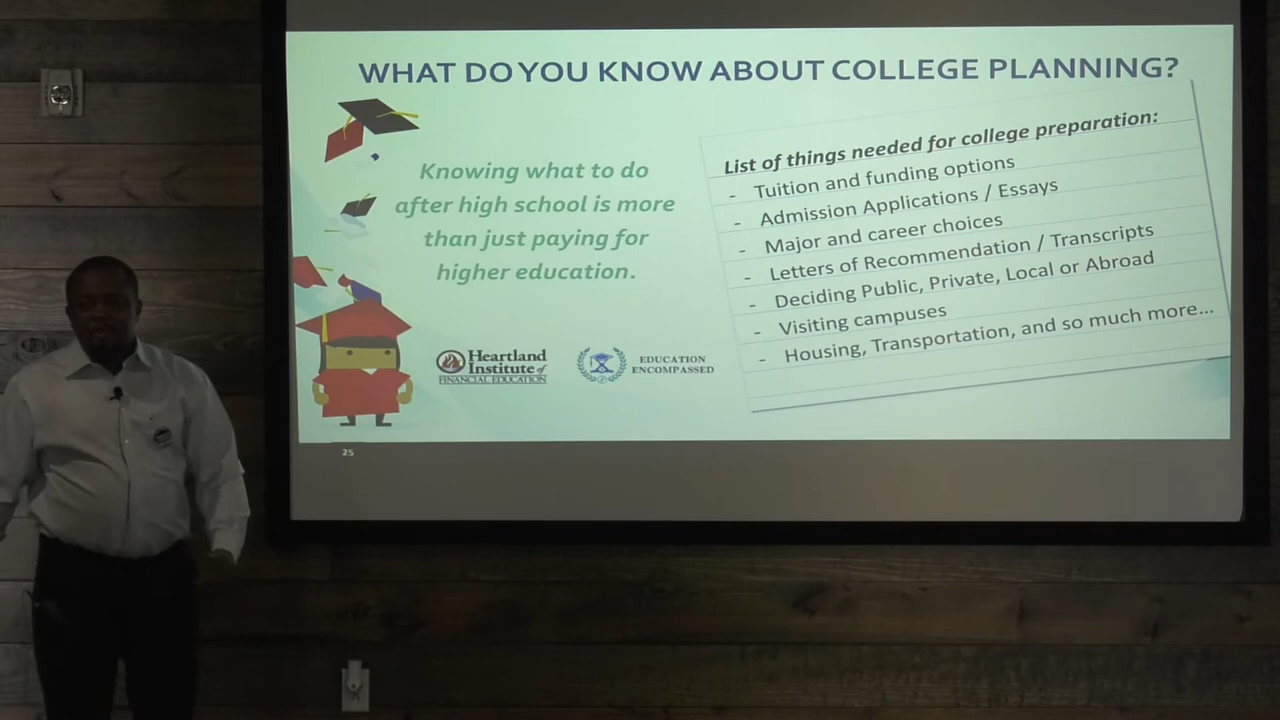 WHAT DO YOU KNOW ABOUT COLLEGE PLANNING?
Knowing what to do
after high school is more
than just paying for
higher education.
Heartland
Institute of
FINANCIAL EDUCATION
EDUCATION
ENCOMPASSED
List of things needed for college preparation:
- Tuition and funding options
- Admission Applications / Essays
- Major and career choices
- Letters of Recommendation / Transcripts
- Deciding Public, Private, Local or Abroad
- Visiting campuses
- Housing, Transportation, and so much more...
25